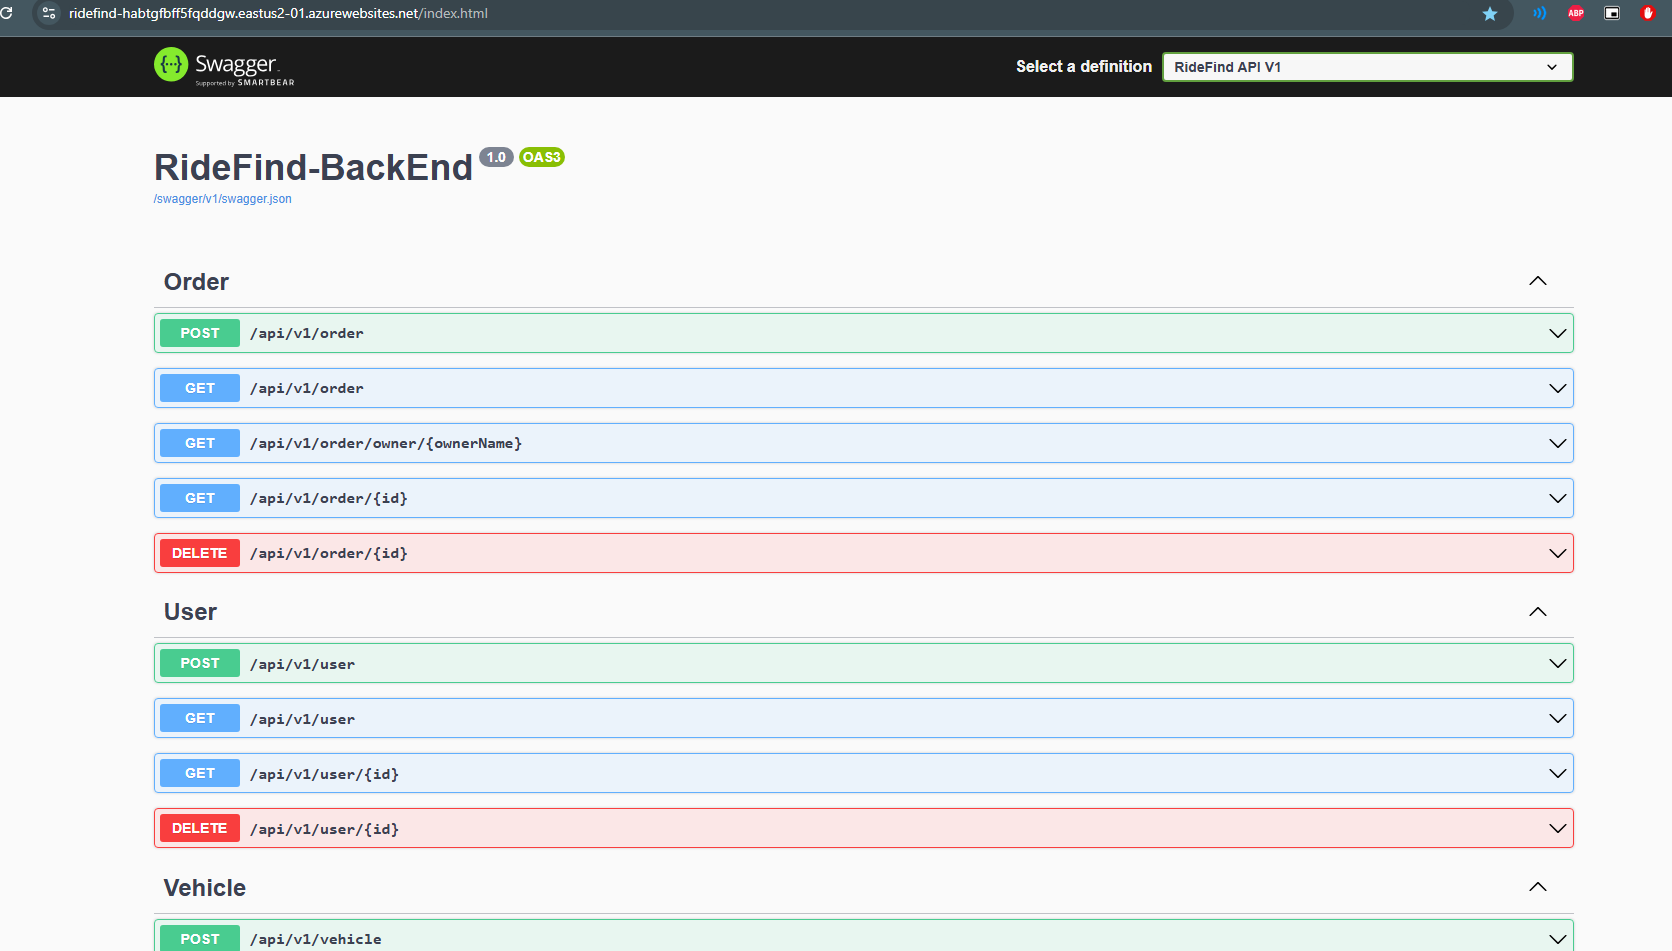 ridefind-habtgfbff5fqddgw.eastus2-01.azurewebsites.net/index.html
ABP
{···} Swagger
Supported by SMARTBEAR
Select a definition
RideFind API V1
RideFind-BackEnd 1.0 OAS3
/swagger/v1/swagger.json
Order
POST /api/v1/order
GET /api/v1/order
GET /api/v1/order/owner/{ownerName}
GET /api/v1/order/{id}
DELETE /api/v1/order/{id}
User
POST /api/v1/user
GET /api/v1/user
GET /api/v1/user/{id}
DELETE /api/v1/user/{id}
Vehicle
POST /api/v1/vehicle